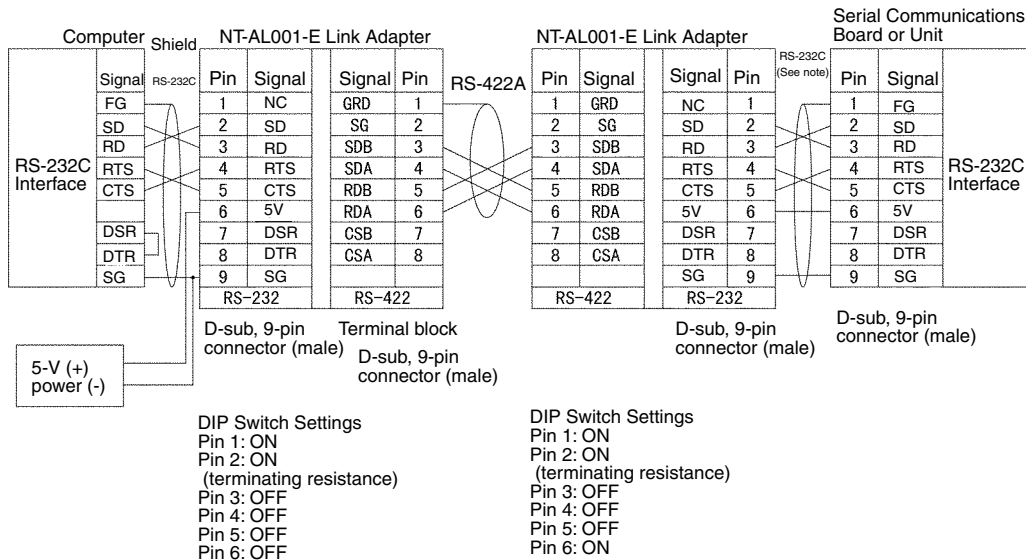 Serial Communications
Board or Unit
Computer
Shield
NT-AL001-E Link Adapter
NT-AL001-E Link Adapter
RS-232C
RS-422A
RS-232C
(See note)
RS-232C
Interface
Signal
FG
SD
RD
RTS
CTS
DSR
DTR
SG
Pin Signal
1 NC
2 SD
3 RD
4 RTS
5 CTS
6 5V
7 DSR
8 DTR
9 SG
RS-232
Signal Pin
GRD 1
SG 2
SDB 3
SDA 4
RDB 5
RDA 6
CSB 7
CSA 8
RS-422
Pin Signal
1 GRD
2 SG
3 SDB
4 SDA
5 RDB
6 RDA
7 CSB
8 CSA
RS-422
Signal Pin
NC 1
SD 2
RD 3
RTS 4
CTS 5
5V 6
DSR 7
DTR 8
SG 9
RS-232
Pin Signal
1 FG
2 SD
3 RD
4 RTS
5 CTS
6 5V
7 DSR
8 DTR
9 SG
RS-232C
Interface
D-sub, 9-pin
connector (male)
Terminal block
D-sub, 9-pin
connector (male)
D-sub, 9-pin
connector (male)
D-sub, 9-pin
connector (male)
5-V (+)
power (-)
DIP Switch Settings
Pin 1: ON
Pin 2: ON
(terminating resistance)
Pin 3: OFF
Pin 4: OFF
Pin 5: OFF
Pin 6: OFF
DIP Switch Settings
Pin 1: ON
Pin 2: ON
(terminating resistance)
Pin 3: OFF
Pin 4: OFF
Pin 5: OFF
Pin 6: ON